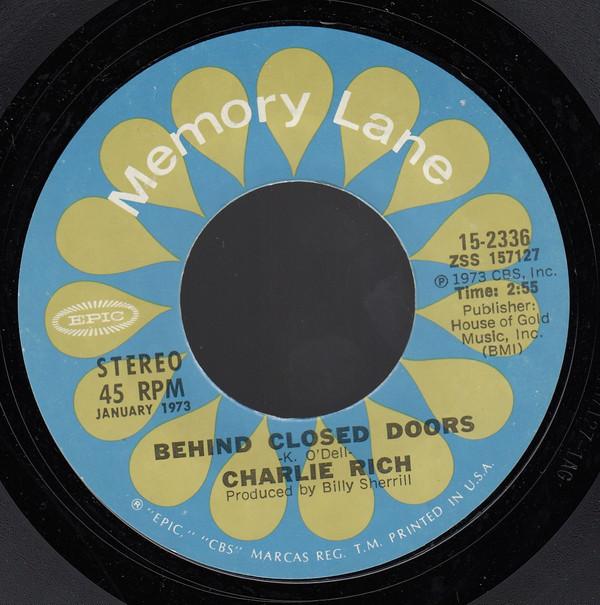 Memory Lane
15-2336
ZSS 157127
Ⓟ 1973 CBS, Inc.
Time: 2:55
Publisher:
House of Gold
Music, Inc.
(BMI)
EPIC
STEREO
45 RPM
JANUARY 1973
BEHIND CLOSED DOORS
-K. O'Dell-
CHARLIE RICH
Produced by Billy Sherrill
® "EPIC," "CBS" MARCAS REG. T.M. PRINTED IN U.S.A.